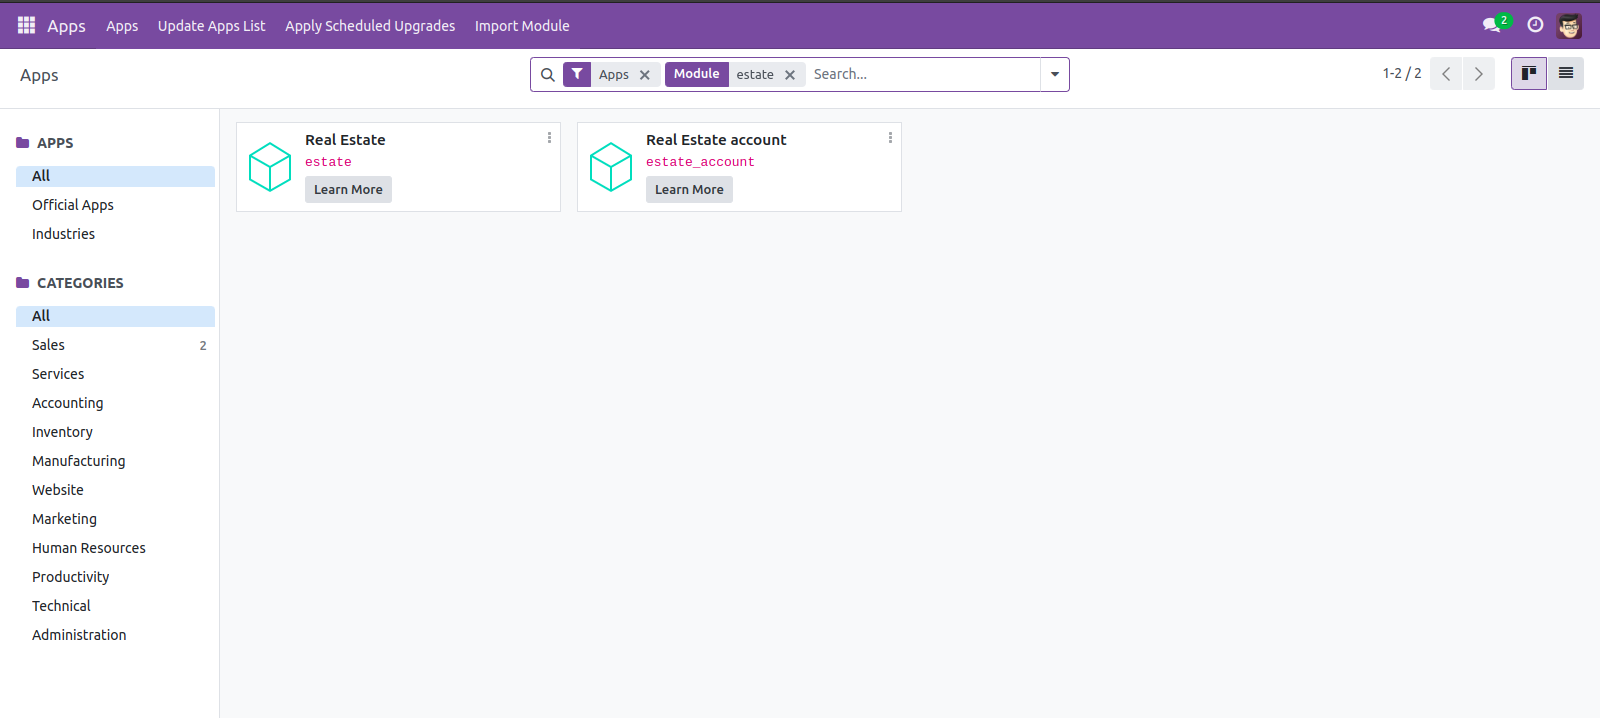 Apps Apps Update Apps List Apply Scheduled Upgrades Import Module 2
Apps Apps Module estate Search... 1-2 / 2
APPS
All
Official Apps
Industries
CATEGORIES
All
Sales 2
Services
Accounting
Inventory
Manufacturing
Website
Marketing
Human Resources
Productivity
Technical
Administration
Real Estate
estate
Learn More
Real Estate account
estate_account
Learn More